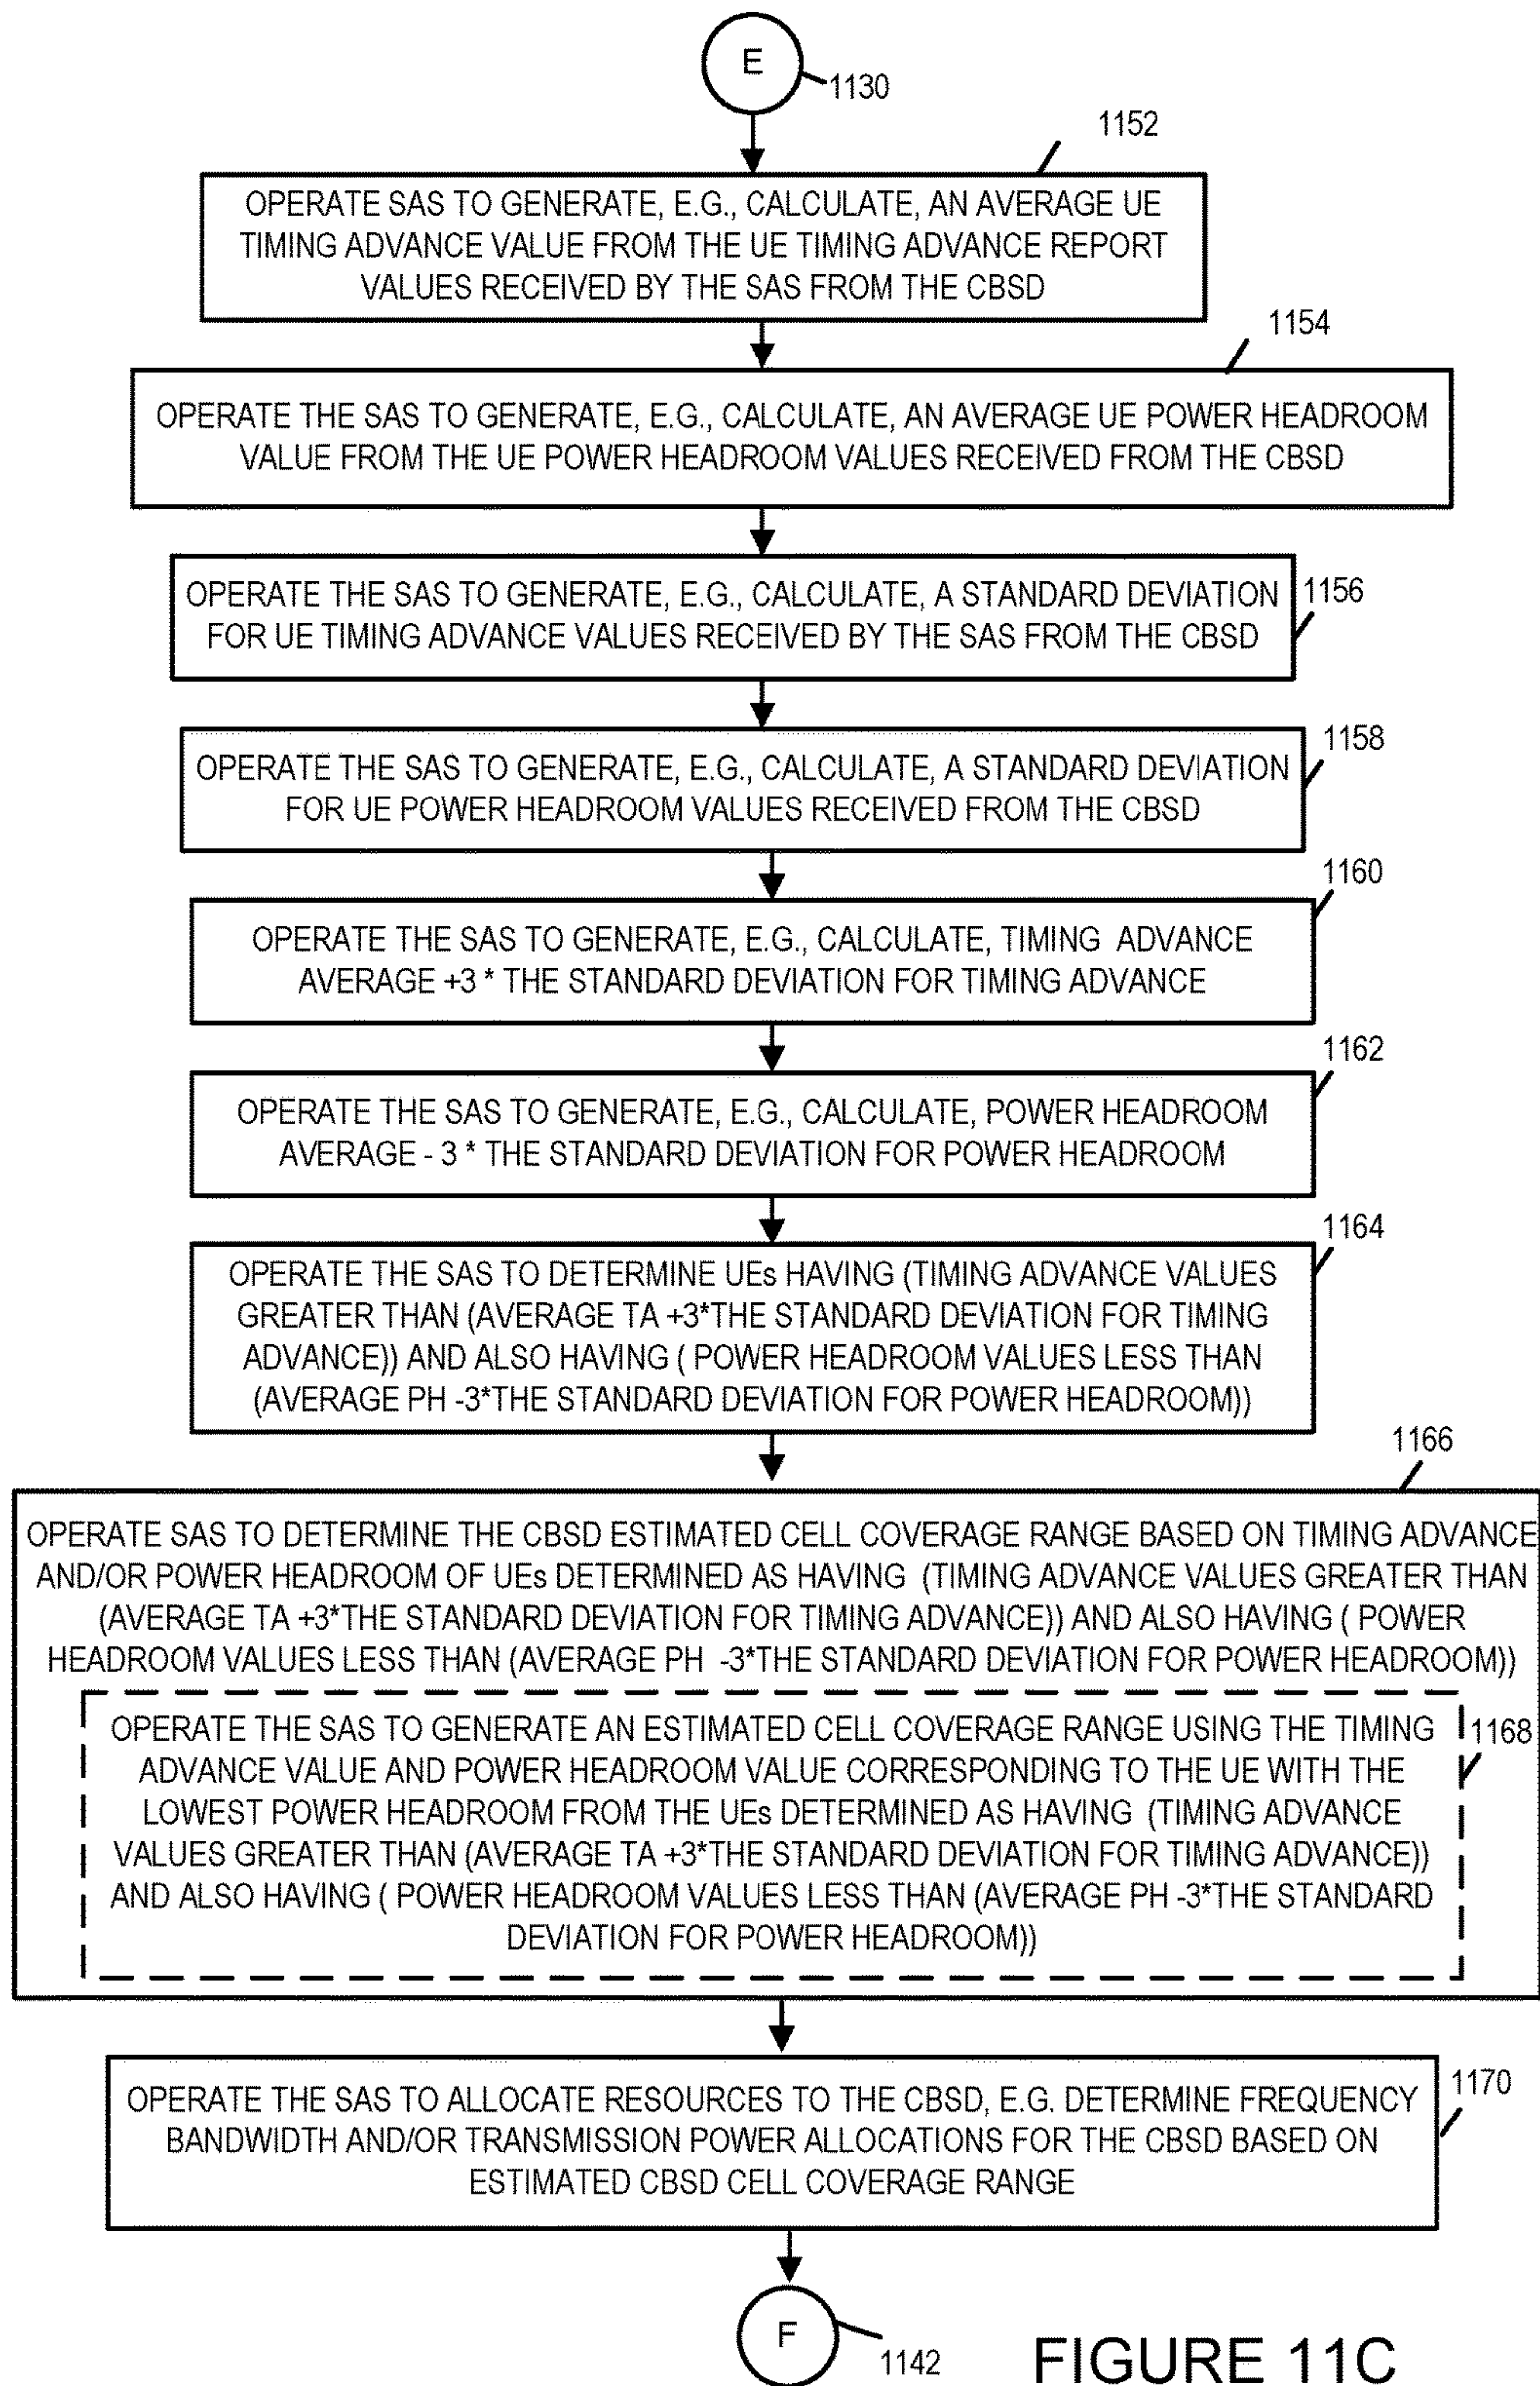 E
1130
1152
OPERATE SAS TO GENERATE, E.G., CALCULATE, AN AVERAGE UE
TIMING ADVANCE VALUE FROM THE UE TIMING ADVANCE REPORT
VALUES RECEIVED BY THE SAS FROM THE CBSD
1154
OPERATE THE SAS TO GENERATE, E.G., CALCULATE, AN AVERAGE UE POWER HEADROOM
VALUE FROM THE UE POWER HEADROOM VALUES RECEIVED FROM THE CBSD
OPERATE THE SAS TO GENERATE, E.G., CALCULATE, A STANDARD DEVIATION
FOR UE TIMING ADVANCE VALUES RECEIVED BY THE SAS FROM THE CBSD
1156
OPERATE THE SAS TO GENERATE, E.G., CALCULATE, A STANDARD DEVIATION
FOR UE POWER HEADROOM VALUES RECEIVED FROM THE CBSD
1158
1160
OPERATE THE SAS TO GENERATE, E.G., CALCULATE, TIMING ADVANCE
AVERAGE +3 * THE STANDARD DEVIATION FOR TIMING ADVANCE
1162
OPERATE THE SAS TO GENERATE, E.G., CALCULATE, POWER HEADROOM
AVERAGE - 3 * THE STANDARD DEVIATION FOR POWER HEADROOM
1164
OPERATE THE SAS TO DETERMINE UEs HAVING (TIMING ADVANCE VALUES
GREATER THAN (AVERAGE TA +3*THE STANDARD DEVIATION FOR TIMING
ADVANCE)) AND ALSO HAVING ( POWER HEADROOM VALUES LESS THAN
(AVERAGE PH -3*THE STANDARD DEVIATION FOR POWER HEADROOM))
1166
OPERATE SAS TO DETERMINE THE CBSD ESTIMATED CELL COVERAGE RANGE BASED ON TIMING ADVANCE
AND/OR POWER HEADROOM OF UEs DETERMINED AS HAVING (TIMING ADVANCE VALUES GREATER THAN
(AVERAGE TA +3*THE STANDARD DEVIATION FOR TIMING ADVANCE)) AND ALSO HAVING ( POWER
HEADROOM VALUES LESS THAN (AVERAGE PH -3*THE STANDARD DEVIATION FOR POWER HEADROOM))
OPERATE THE SAS TO GENERATE AN ESTIMATED CELL COVERAGE RANGE USING THE TIMING
ADVANCE VALUE AND POWER HEADROOM VALUE CORRESPONDING TO THE UE WITH THE
LOWEST POWER HEADROOM FROM THE UEs DETERMINED AS HAVING (TIMING ADVANCE
VALUES GREATER THAN (AVERAGE TA +3*THE STANDARD DEVIATION FOR TIMING ADVANCE))
AND ALSO HAVING ( POWER HEADROOM VALUES LESS THAN (AVERAGE PH -3*THE STANDARD
DEVIATION FOR POWER HEADROOM))
1168
OPERATE THE SAS TO ALLOCATE RESOURCES TO THE CBSD, E.G. DETERMINE FREQUENCY
BANDWIDTH AND/OR TRANSMISSION POWER ALLOCATIONS FOR THE CBSD BASED ON
ESTIMATED CBSD CELL COVERAGE RANGE
1170
F
1142
FIGURE 11C